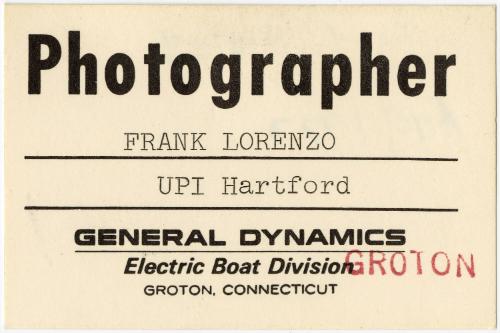 Photographer
FRANK LORENZO
UPI Hartford
GENERAL DYNAMICS
Electric Boat Division
GROTON
GROTON, CONNECTICUT